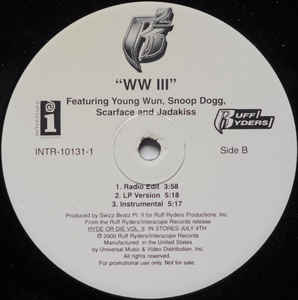 "WW III"
Featuring Young Wun, Snoop Dogg,
Scarface and Jadakiss
RUFF
RYDERS
INTR-10131-1
Side B
1. Radio Edit 3:58
2. LP Version 5:18
3. Instrumental 5:17
Produced by Swizz Beatz Pt. II for Ruff Ryders Productions, Inc.
From the Ruff Ryders/Interscope Records release
RYDE OR DIE VOL. II IN STORES JULY 4TH
℗ 2000 Ruff Ryders/Interscope Records
Manufactured in the United States
by Universal Music & Video Distribution, Inc.
For promotional use only. Not for sale.